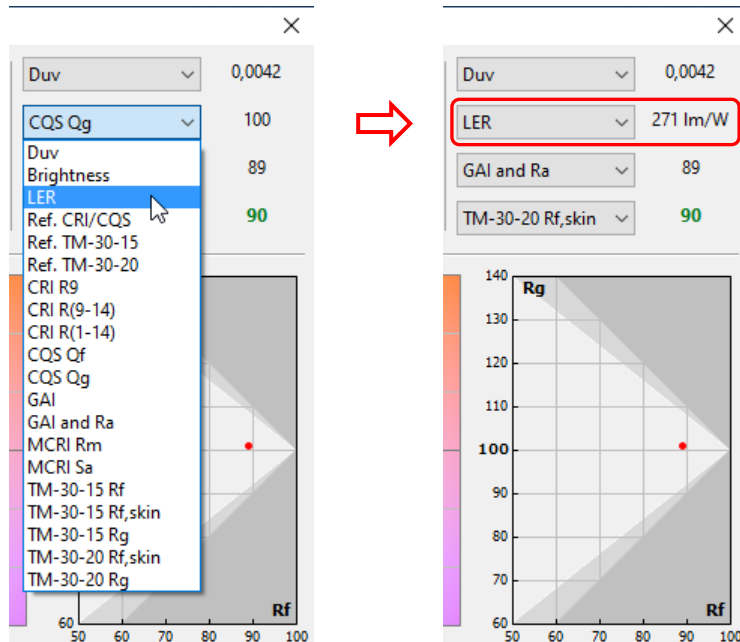 Duv 0,0042
CQS Qg 100
Duv
Brightness
89
LER
Ref. CRI/CQS
90
Ref. TM-30-15
Ref. TM-30-20
CRI R9
CRI R(9-14)
CRI R(1-14)
CQS Qf
CQS Qg
GAI
GAI and Ra
MCRI Rm
MCRI Sa
TM-30-15 Rf
TM-30-15 Rf,skin
TM-30-15 Rg
TM-30-20 Rf,skin
TM-30-20 Rg
60
Rf
50 60 70 80 90 100
Duv 0,0042
LER 271 lm/W
GAI and Ra 89
TM-30-20 Rf,skin 90
140
Rg
130
120
110
100
90
80
70
60
Rf
50 60 70 80 90 100